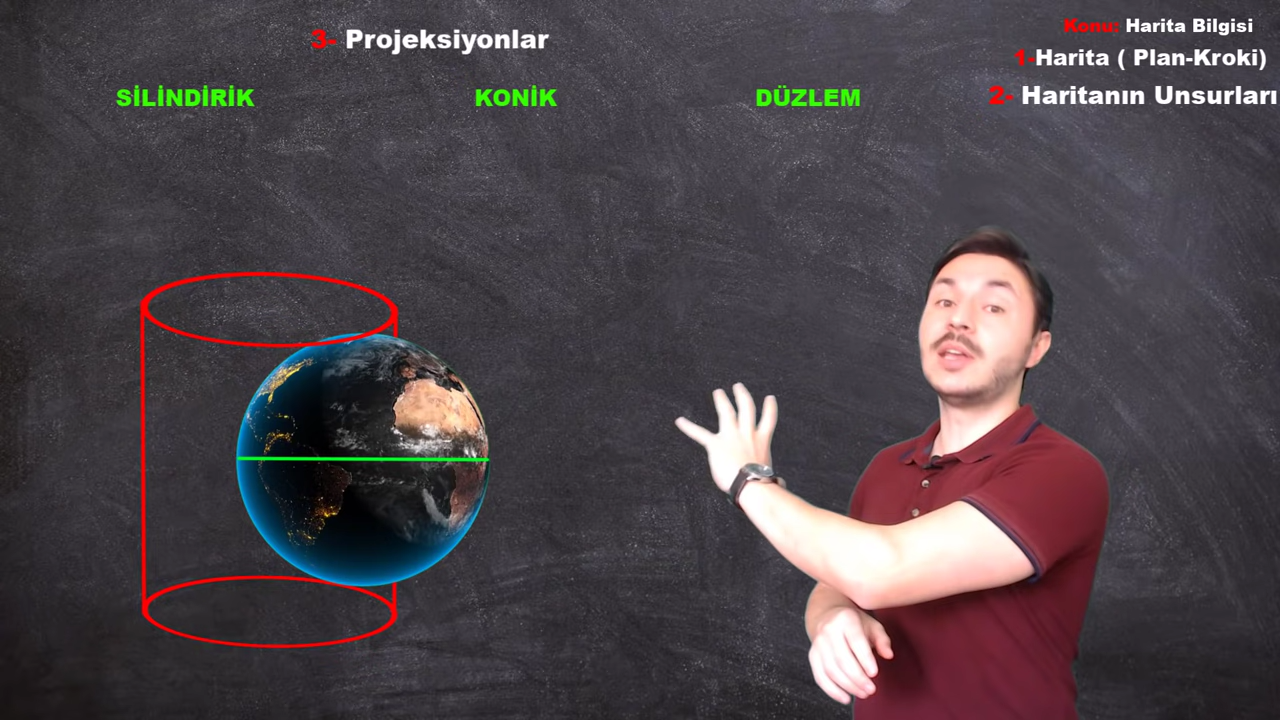 3- Projeksiyonlar
SİLİNDİRİK
KONİK
DÜZLEM
Konu: Harita Bilgisi
1-Harita ( Plan-Kroki)
2- Haritanın Unsurları